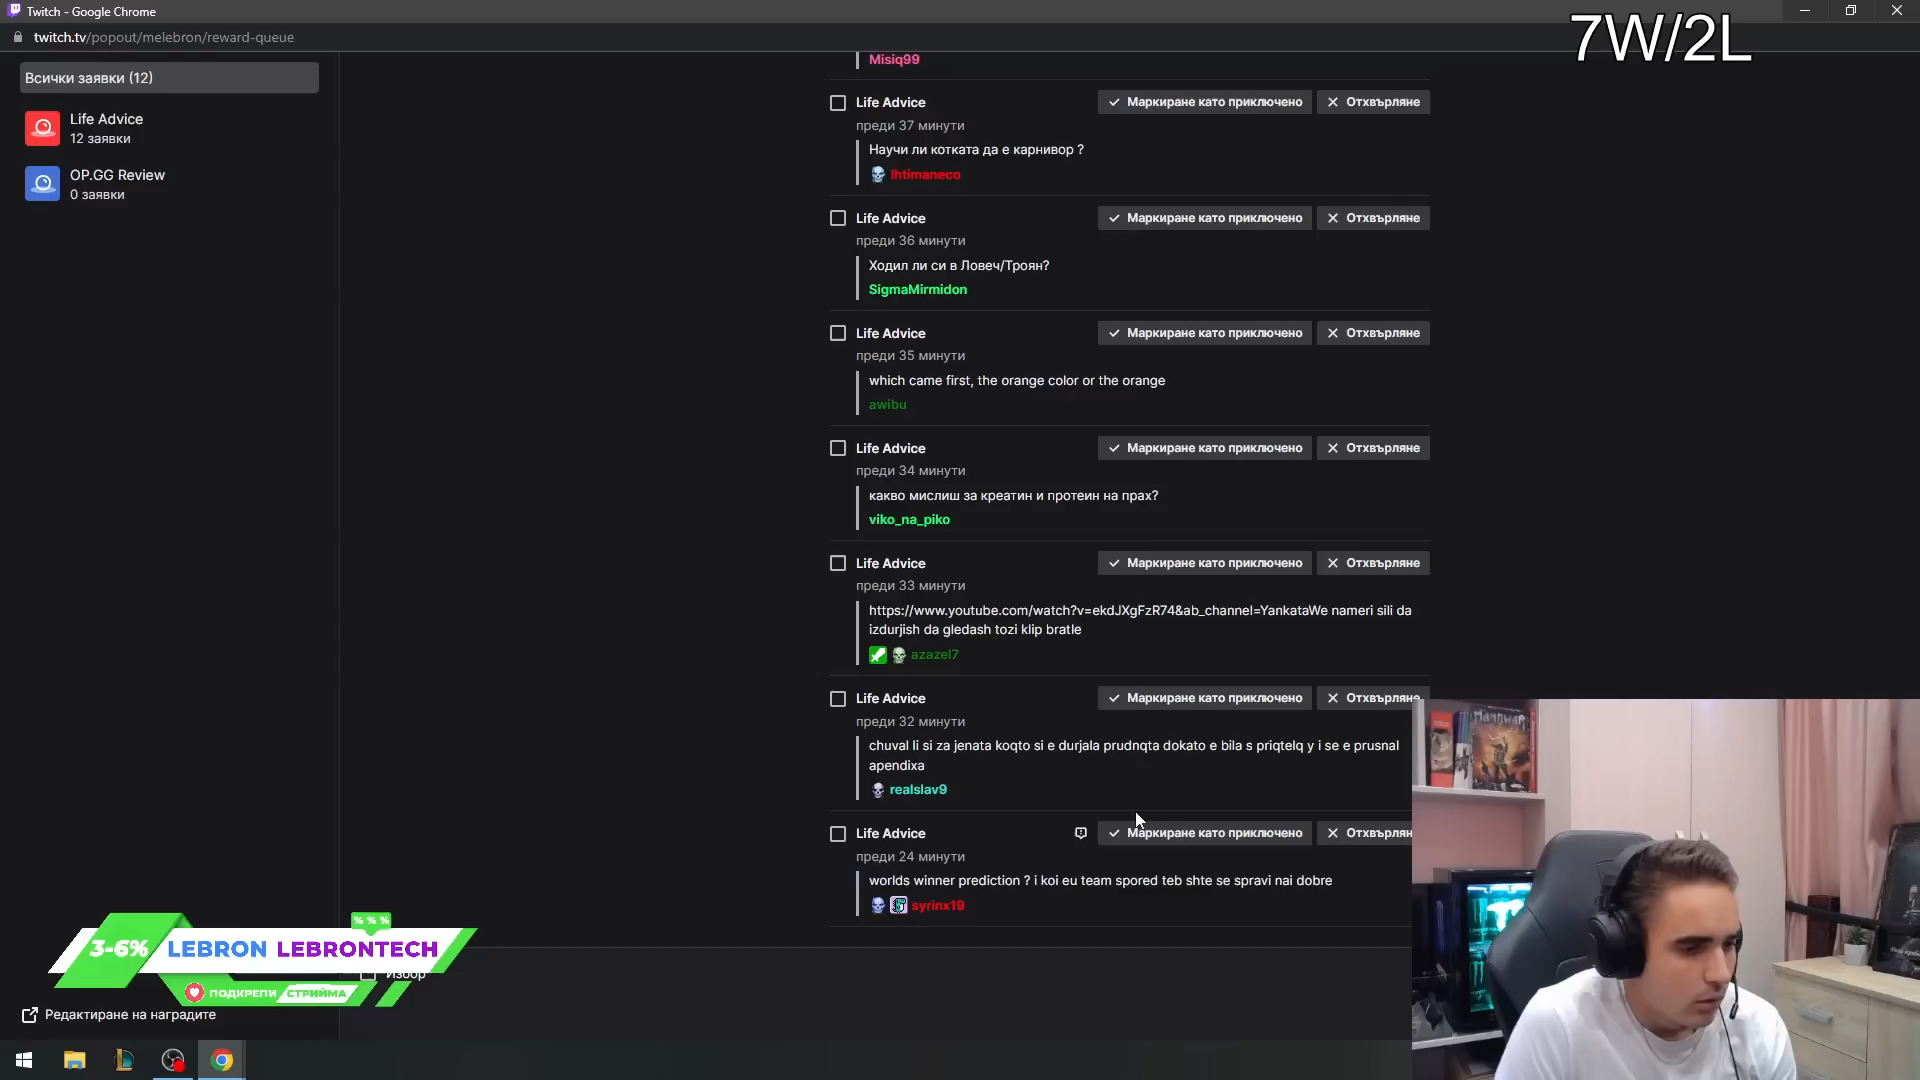 Twitch - Google Chrome
twitch.tv/popout/melebron/reward-queue
7W/2L
Всички заявки (12)
Life Advice
12 заявки
OP.GG Review
0 заявки
Misiq99
Life Advice
Маркиране като приключено
Отхвърляне
преди 37 минути
Научи ли котката да е карнивор ?
Ihtimaneco
Life Advice
Маркиране като приключено
Отхвърляне
преди 36 минути
Ходил ли си в Ловеч/Троян?
SigmaMirmidon
Life Advice
Маркиране като приключено
Отхвърляне
преди 35 минути
which came first, the orange color or the orange
awibu
Life Advice
Маркиране като приключено
Отхвърляне
преди 34 минути
какво мислиш за креатин и протеин на прах?
viko_na_piko
Life Advice
Маркиране като приключено
Отхвърляне
преди 33 минути
https://www.youtube.com/watch?v=ekdJXgFzR74&ab_channel=YankataWe nameri sili da
izdurjish da gledash tozi klip bratle
azazel7
Life Advice
Маркиране като приключено
Отхвърляне
преди 32 минути
chuval li si za jenata koqto si e durjala prudnqta dokato e bila s priqtelq y i se e prusnal
apendixa
realslav9
Life Advice
Маркиране като приключено
Отхвърлян
преди 24 минути
worlds winner prediction ? i koi eu team spored teb shte se spravi nai dobre
syrinx19
% % %
3-6% LEBRON LEBRONTECH
Избор
ПОДКРЕПИ СТРИЙМА
Редактиране на наградите
MANOWAR